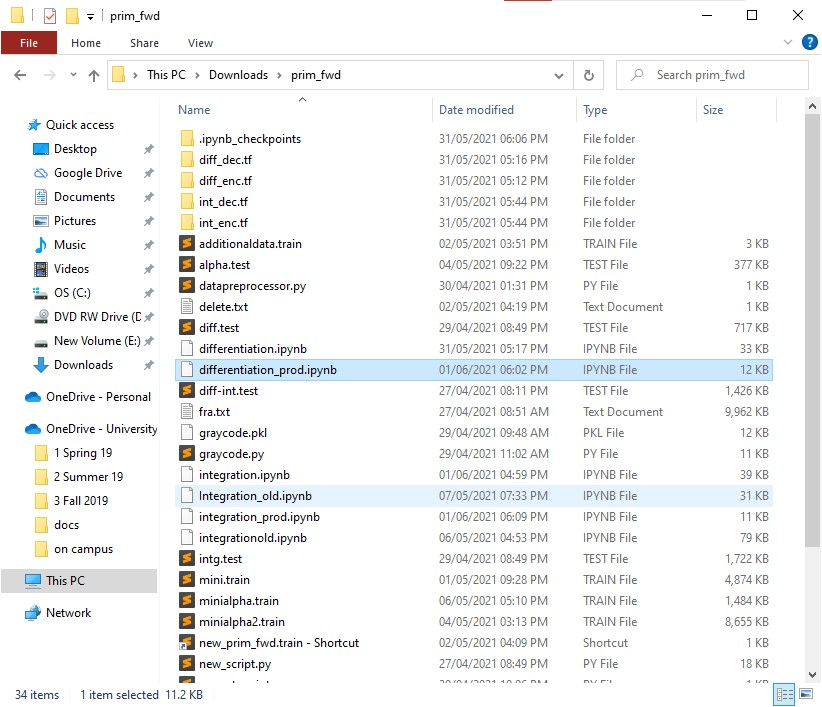 prim_fwd
File Home Share View
This PC Downloads prim_fwd Search prim_fwd
Name Date modified Type Size
Quick access
Desktop
Google Drive
Documents
Pictures
Music
Videos
OS (C:)
DVD RW Drive (D
New Volume (E:)
Downloads
OneDrive - Personal
OneDrive - University
1 Spring 19
2 Summer 19
3 Fall 2019
docs
on campus
This PC
Network
.ipynb_checkpoints 31/05/2021 06:06 PM File folder
diff_dec.tf 31/05/2021 05:16 PM File folder
diff_enc.tf 31/05/2021 05:12 PM File folder
int_dec.tf 31/05/2021 05:44 PM File folder
int_enc.tf 31/05/2021 05:44 PM File folder
additionaldata.train 02/05/2021 03:51 PM TRAIN File 3 KB
alpha.test 04/05/2021 09:22 PM TEST File 377 KB
datapreprocessor.py 30/04/2021 01:31 PM PY File 1 KB
delete.txt 02/05/2021 04:19 PM Text Document 1 KB
diff.test 29/04/2021 08:49 PM TEST File 717 KB
differentiation.ipynb 31/05/2021 05:17 PM IPYNB File 33 KB
differentiation_prod.ipynb 01/06/2021 06:02 PM IPYNB File 12 KB
diff-int.test 27/04/2021 08:11 PM TEST File 1,426 KB
fra.txt 27/04/2021 08:51 AM Text Document 9,962 KB
graycode.pkl 29/04/2021 09:48 AM PKL File 12 KB
graycode.py 29/04/2021 11:02 AM PY File 11 KB
integration.ipynb 01/06/2021 04:59 PM IPYNB File 39 KB
Integration_old.ipynb 07/05/2021 07:33 PM IPYNB File 31 KB
integration_prod.ipynb 01/06/2021 06:09 PM IPYNB File 11 KB
integrationold.ipynb 06/05/2021 04:53 PM IPYNB File 79 KB
intg.test 29/04/2021 08:49 PM TEST File 1,722 KB
mini.train 01/05/2021 09:28 PM TRAIN File 4,874 KB
minialpha.train 06/05/2021 05:10 PM TRAIN File 1,484 KB
minialpha2.train 04/05/2021 03:13 PM TRAIN File 8,655 KB
new_prim_fwd.train - Shortcut 02/05/2021 04:09 PM Shortcut 1 KB
new_script.py 27/04/2021 08:49 PM PY File 18 KB
34 items 1 item selected 11.2 KB